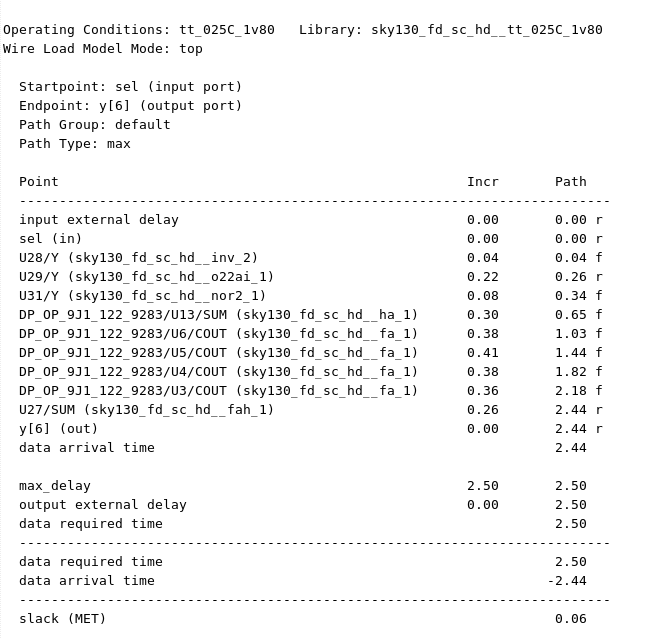 Operating Conditions: tt_025C_1v80   Library: sky130_fd_sc_hd__tt_025C_1v80
Wire Load Model Mode: top
Startpoint: sel (input port)
Endpoint: y[6] (output port)
Path Group: default
Path Type: max
Point                                                   Incr       Path
--------------------------------------------------------------------------
input external delay                                    0.00       0.00 r
sel (in)                                                0.00       0.00 r
U28/Y (sky130_fd_sc_hd__inv_2)                          0.04       0.04 f
U29/Y (sky130_fd_sc_hd__o22ai_1)                        0.22       0.26 r
U31/Y (sky130_fd_sc_hd__nor2_1)                         0.08       0.34 f
DP_OP_9J1_122_9283/U13/SUM (sky130_fd_sc_hd__ha_1)      0.30       0.65 f
DP_OP_9J1_122_9283/U6/COUT (sky130_fd_sc_hd__fa_1)      0.38       1.03 f
DP_OP_9J1_122_9283/U5/COUT (sky130_fd_sc_hd__fa_1)      0.41       1.44 f
DP_OP_9J1_122_9283/U4/COUT (sky130_fd_sc_hd__fa_1)      0.38       1.82 f
DP_OP_9J1_122_9283/U3/COUT (sky130_fd_sc_hd__fa_1)      0.36       2.18 f
U27/SUM (sky130_fd_sc_hd__fah_1)                        0.26       2.44 r
y[6] (out)                                              0.00       2.44 r
data arrival time                                                  2.44
max_delay                                               2.50       2.50
output external delay                                   0.00       2.50
data required time                                                 2.50
--------------------------------------------------------------------------
data required time                                                 2.50
data arrival time                                                 -2.44
--------------------------------------------------------------------------
slack (MET)                                                        0.06